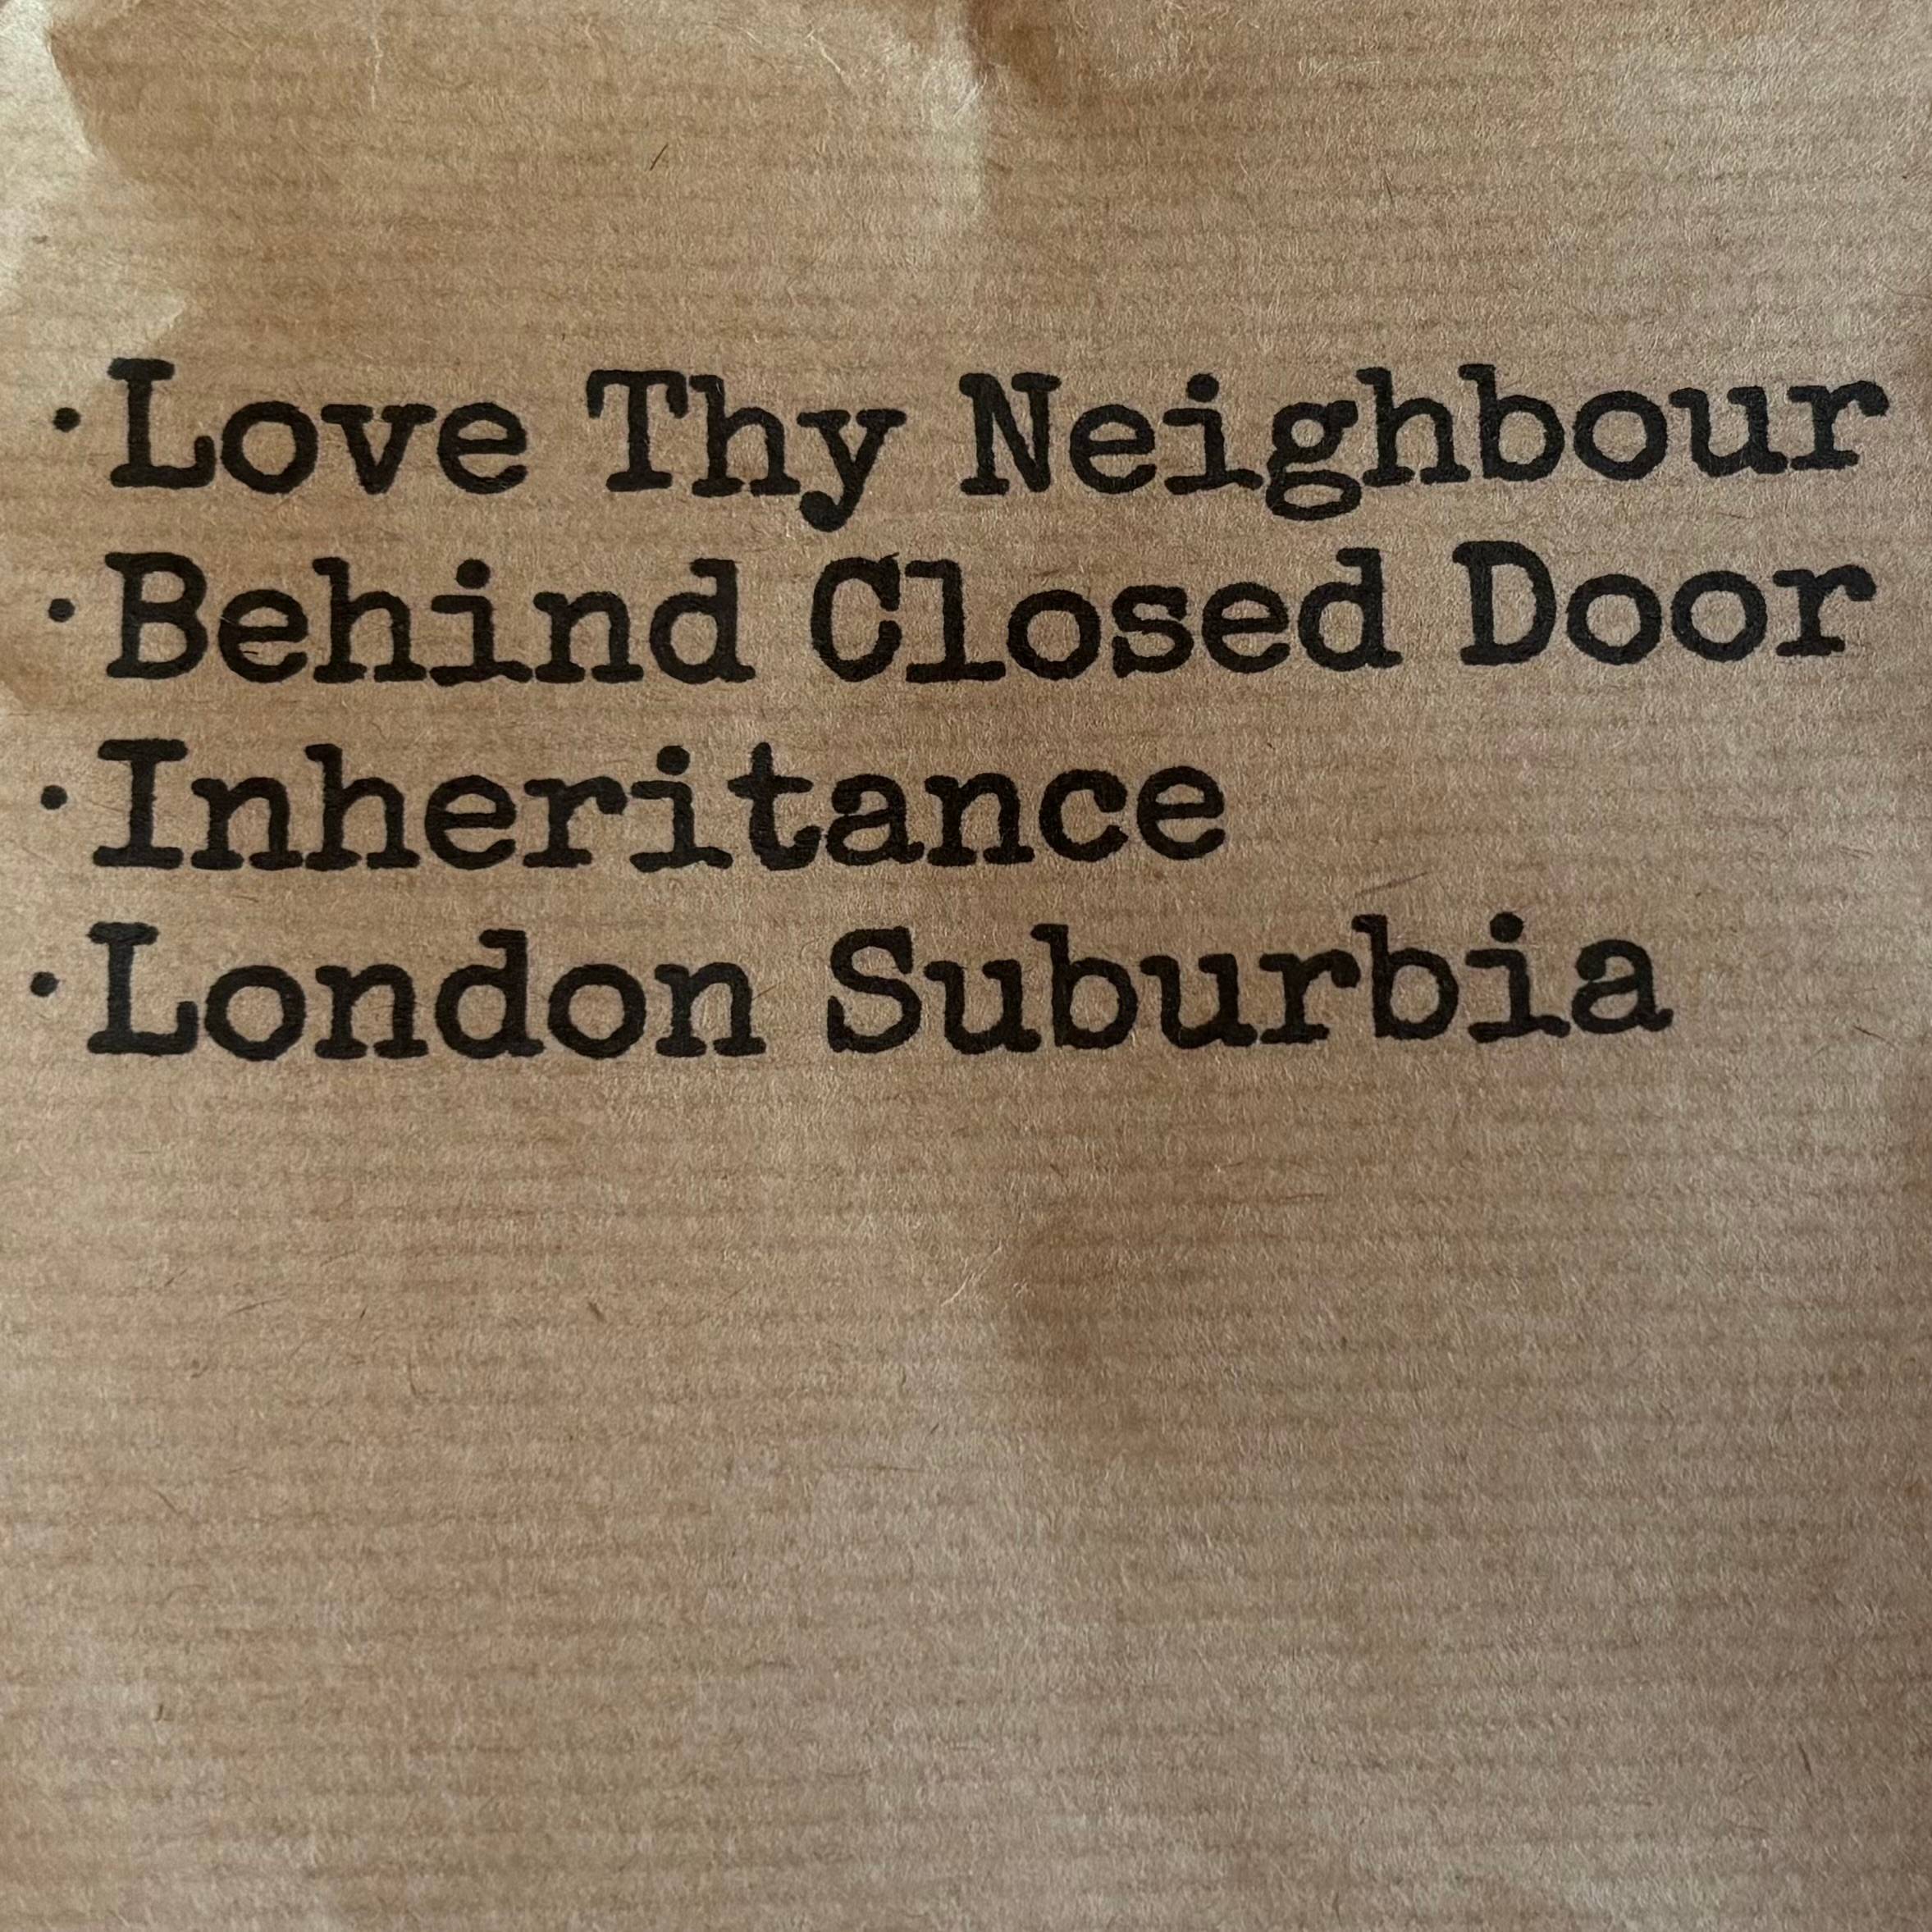 ·Love Thy Neighbour
·Behind Closed Door
·Inheritance
·London Suburbia